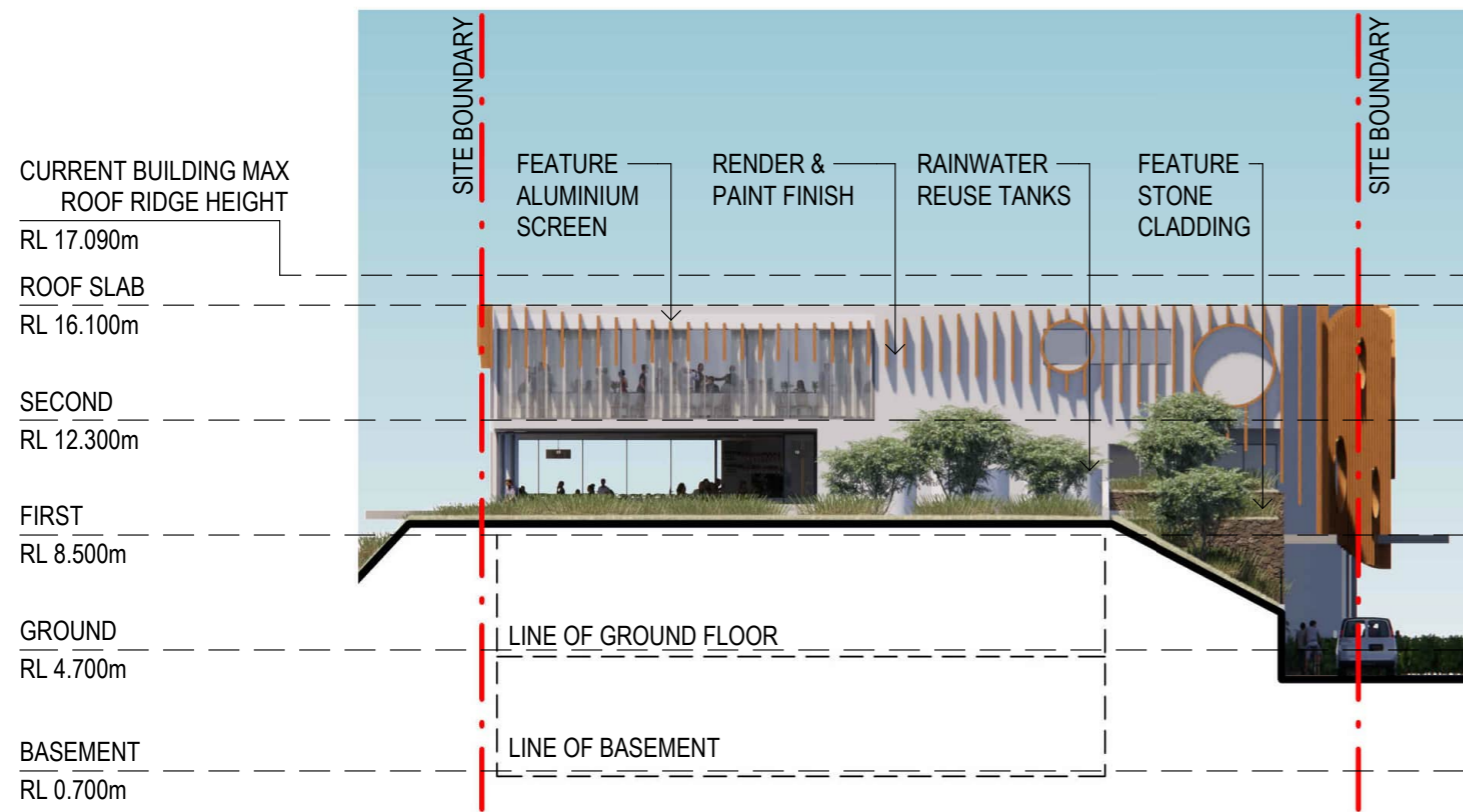 SITE BOUNDARY
SITE BOUNDARY
FEATURE
ALUMINIUM
SCREEN
RENDER &
PAINT FINISH
RAINWATER
REUSE TANKS
FEATURE
STONE
CLADDING
CURRENT BUILDING MAX
ROOF RIDGE HEIGHT
RL 17.090m
ROOF SLAB
RL 16.100m
SECOND
RL 12.300m
FIRST
RL 8.500m
GROUND
RL 4.700m
LINE OF GROUND FLOOR
BASEMENT
RL 0.700m
LINE OF BASEMENT